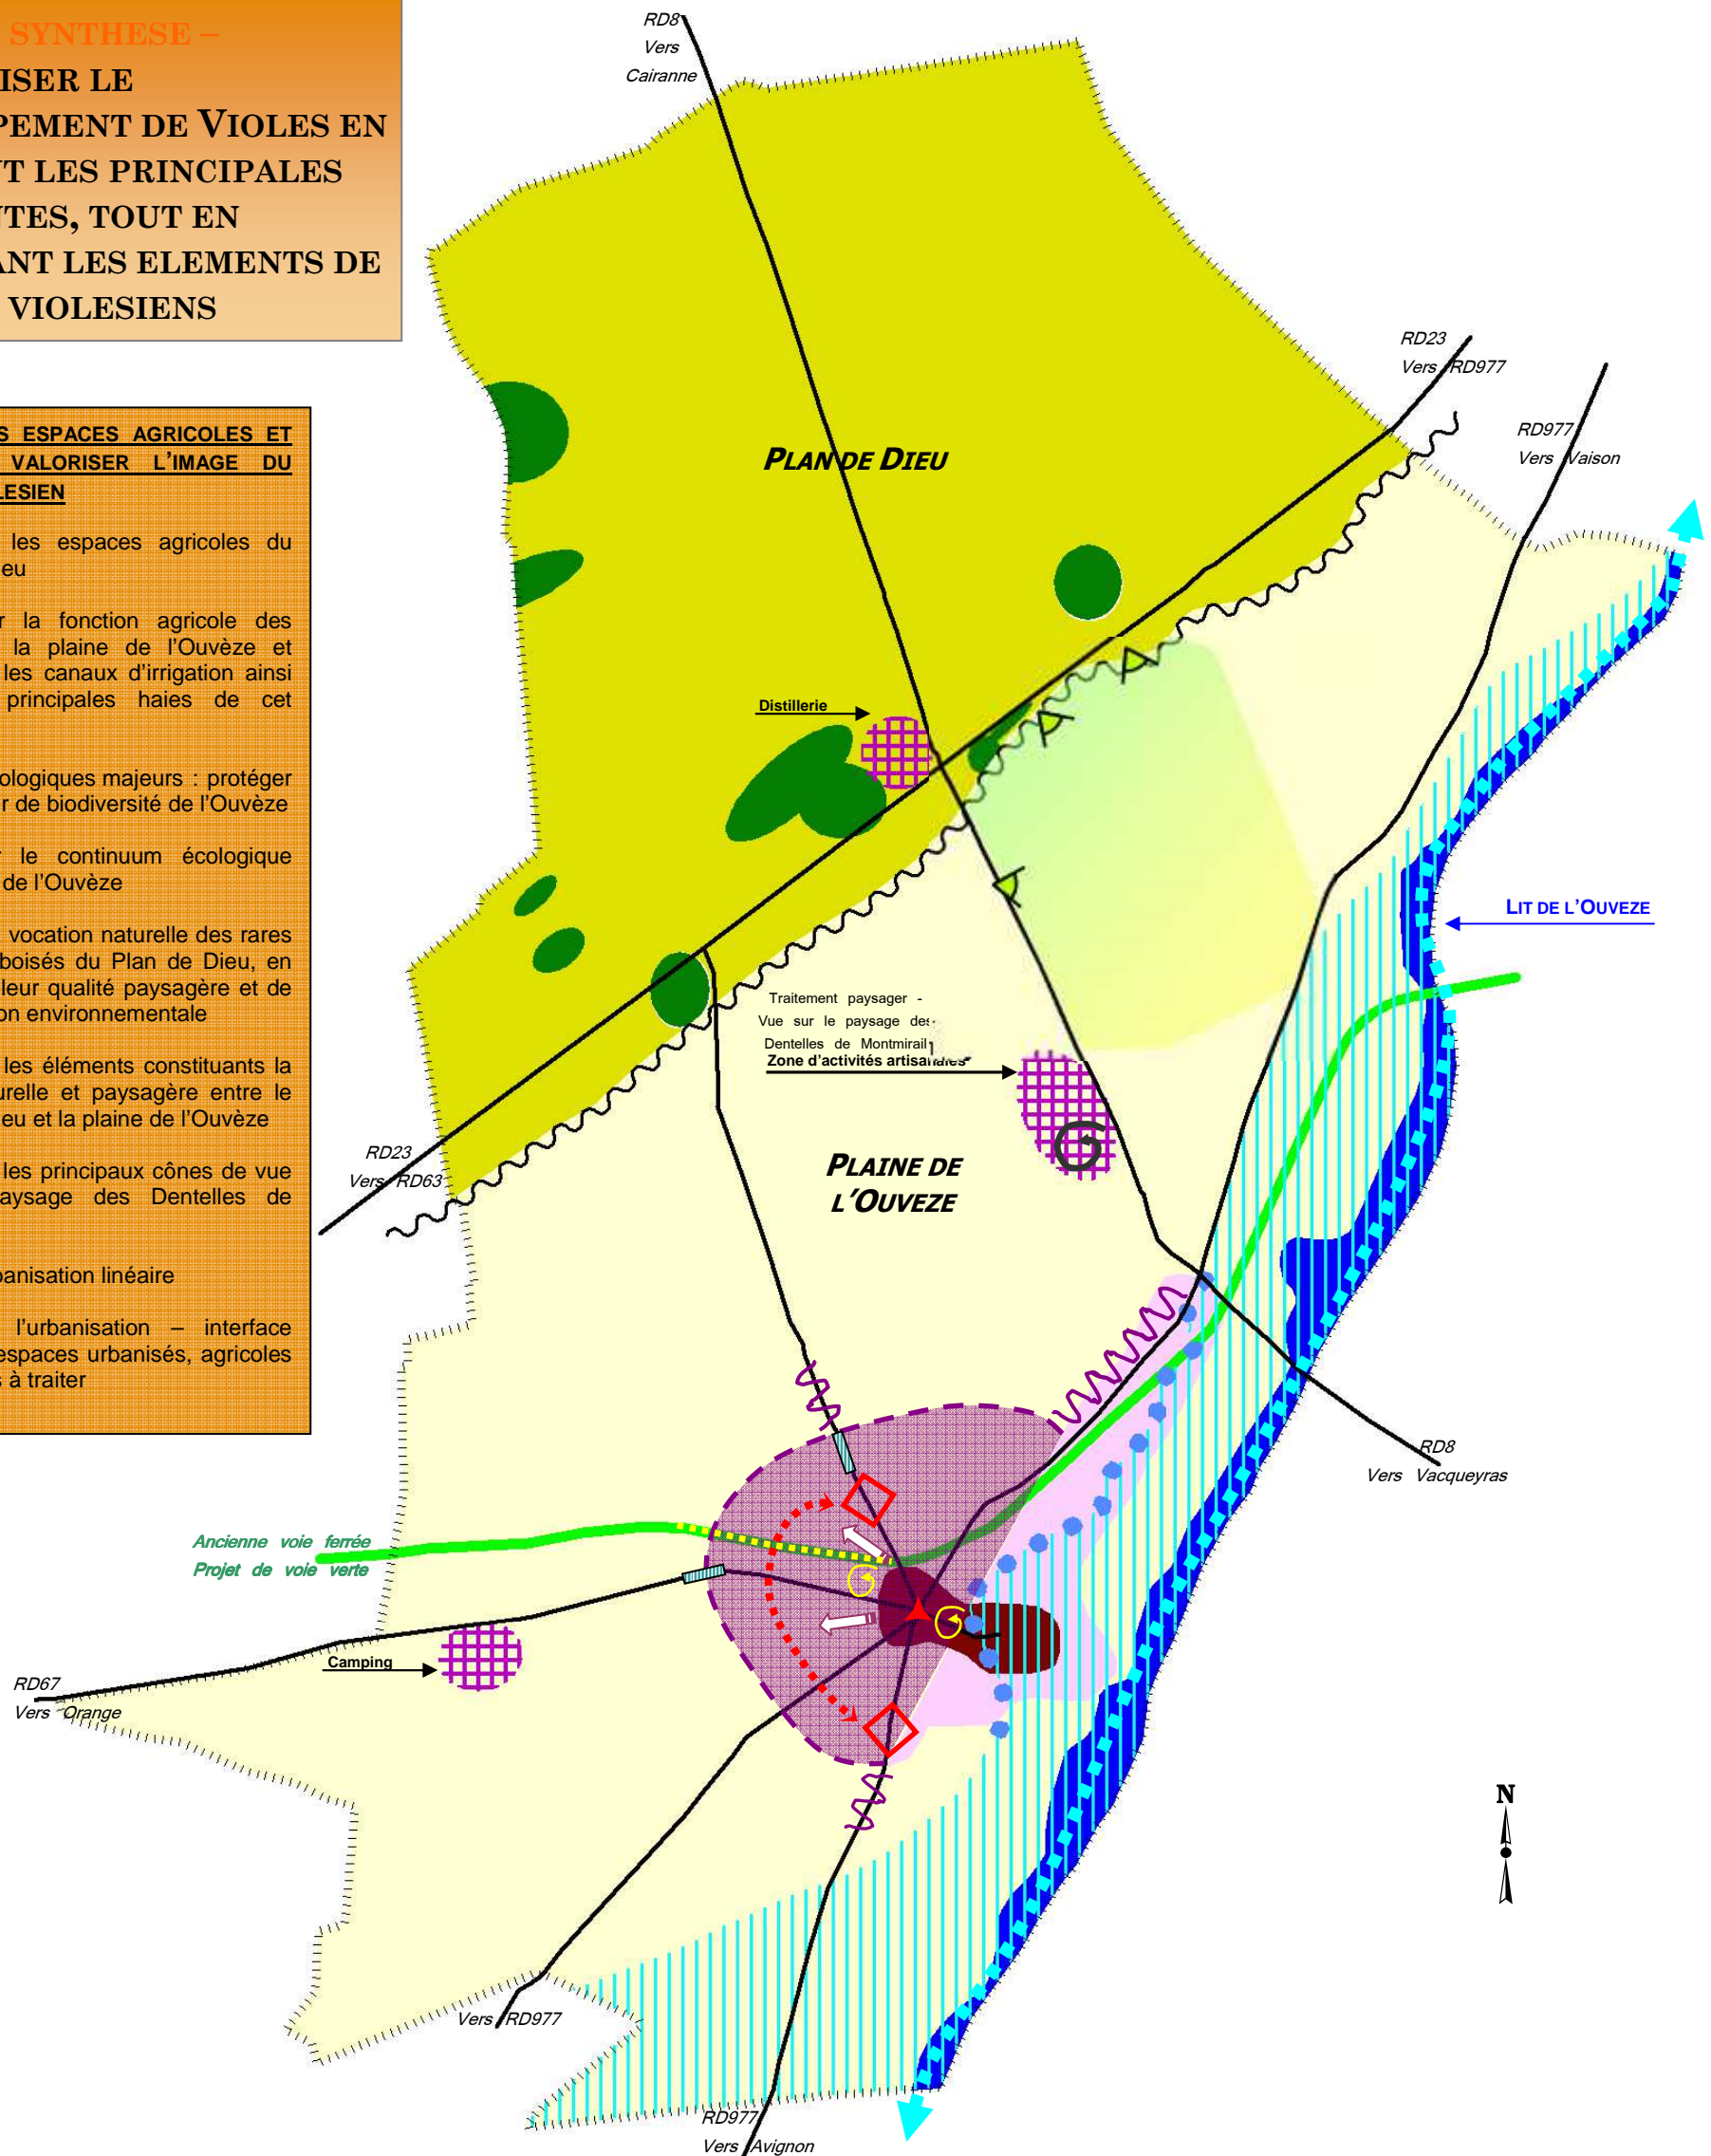 SYNTHESE –
ISER LE
PEMENT DE VIOLES EN
T LES PRINCIPALES
NTES, TOUT EN
ANT LES ELEMENTS DE
VIOLESIENS
S ESPACES AGRICOLES ET
VALORISER L'IMAGE DU
LESIEN
les espaces agricoles du
eu
r la fonction agricole des
la plaine de l'Ouvèze et
les canaux d'irrigation ainsi
principales haies de cet
ologiques majeurs : protéger
r de biodiversité de l'Ouvèze
r le continuum écologique
de l'Ouvèze
vocation naturelle des rares
boisés du Plan de Dieu, en
leur qualité paysagère et de
on environnementale
les éléments constituants la
urelle et paysagère entre le
eu et la plaine de l'Ouvèze
les principaux cônes de vue
aysage des Dentelles de
banisation linéaire
l'urbanisation – interface
espaces urbanisés, agricoles
s à traiter
RD8
Vers
Cairanne
RD23
Vers RD977
RD977
Vers Vaison
PLAN DE DIEU
Distillerie
LIT DE L'OUVEZE
Traitement paysager -
Vue sur le paysage des
Dentelles de Montmirail
Zone d'activités artisanales
RD23
Vers RD63
PLAINE DE
L'OUVEZE
RD8
Vers Vacqueyras
Ancienne voie ferrée
Projet de voie verte
Camping
RD67
Vers Orange
N
Vers RD977
RD977
Vers Avignon